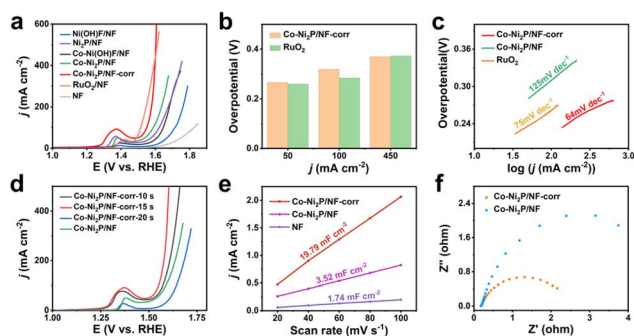 a
Ni(OH)F/NF
Ni₂P/NF
Co-Ni(OH)F/NF
Co-Ni₂P/NF
Co-Ni₂P/NF-corr
RuO₂/NF
NF
j (mA cm⁻²)
600
400
200
0
1.0 1.2 1.4 1.6 1.8
E (V vs. RHE)
b
Co-Ni₂P/NF-corr
RuO₂
Overpotential (V)
0.4
0.2
0.0
50 100 450
j (mA cm⁻²)
c
Co-Ni₂P/NF-corr
Co-Ni₂P/NF
RuO₂
Overpotential(V)
0.36
0.30
0.24
125mV dec⁻¹
75mV dec⁻¹
64mV dec⁻¹
1.0 1.5 2.0 2.5 3.0
log (j (mA cm⁻²))
d
Co-Ni₂P/NF-corr-10 s
Co-Ni₂P/NF-corr-15 s
Co-Ni₂P/NF-corr-20 s
Co-Ni₂P/NF
j (mA cm⁻²)
400
200
0
1.00 1.25 1.50 1.75
E (V vs. RHE)
e
Co-Ni₂P/NF-corr
Co-Ni₂P/NF
NF
j (mA cm⁻²)
2.0
1.5
1.0
0.5
0.0
19.79 mF cm⁻²
3.52 mF cm⁻²
1.74 mF cm⁻²
20 40 60 80 100
Scan rate (mV s⁻¹)
f
Co-Ni₂P/NF-corr
Co-Ni₂P/NF
Z'' (ohm)
2
1
0
0 1 2 3 4
Z' (ohm)